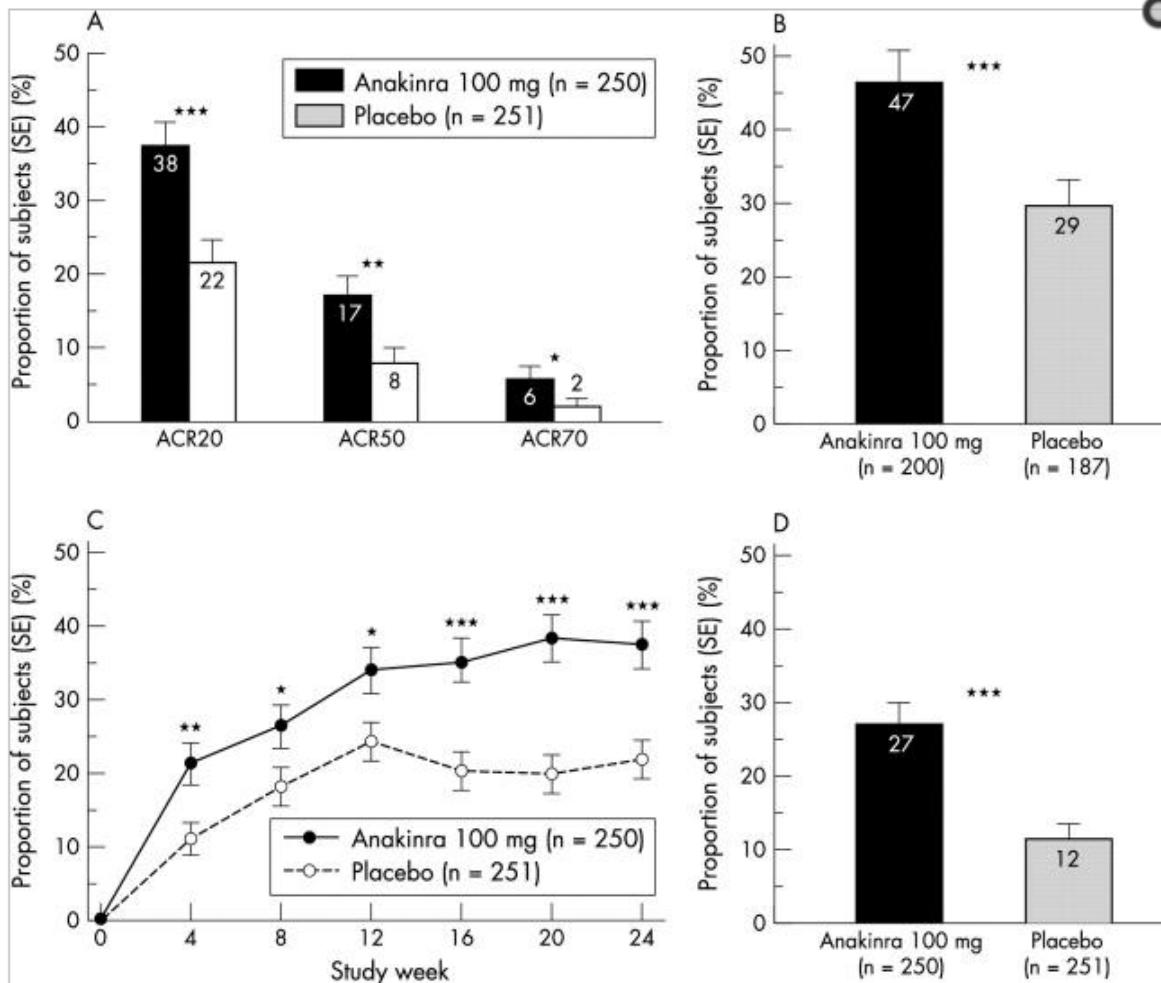 A
Proportion of subjects (SE) (%)
50
40
30
20
10
0
Anakinra 100 mg (n = 250)
Placebo (n = 251)
★★★
38
22
★★
17
8
★
6
2
ACR20
ACR50
ACR70
B
Proportion of subjects (SE) (%)
50
40
30
20
10
0
★★★
47
29
Anakinra 100 mg
(n = 200)
Placebo
(n = 187)
C
Proportion of subjects (SE) (%)
50
40
30
20
10
0
★★
★
★
★★★
★★★
★★★
Anakinra 100 mg (n = 250)
Placebo (n = 251)
0 4 8 12 16 20 24
Study week
D
Proportion of subjects (SE) (%)
50
40
30
20
10
0
★★★
27
12
Anakinra 100 mg
(n = 250)
Placebo
(n = 251)